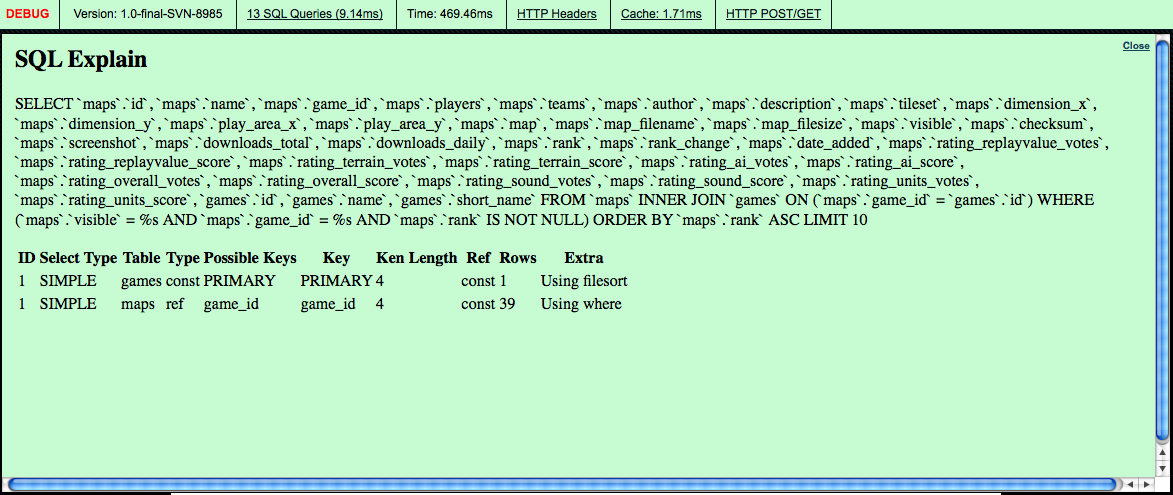 DEBUG Version: 1.0-final-SVN-8985 13 SQL Queries (9.14ms) Time: 469.46ms HTTP Headers Cache: 1.71ms HTTP POST/GET
Close
SQL Explain
SELECT `maps`.`id`, `maps`.`name`, `maps`.`game_id`, `maps`.`players`, `maps`.`teams`, `maps`.`author`, `maps`.`description`, `maps`.`tileset`, `maps`.`dimension_x`,
`maps`.`dimension_y`, `maps`.`play_area_x`, `maps`.`play_area_y`, `maps`.`map`, `maps`.`map_filename`, `maps`.`map_filesize`, `maps`.`visible`, `maps`.`checksum`,
`maps`.`screenshot`, `maps`.`downloads_total`, `maps`.`downloads_daily`, `maps`.`rank`, `maps`.`rank_change`, `maps`.`date_added`, `maps`.`rating_replayvalue_votes`,
`maps`.`rating_replayvalue_score`, `maps`.`rating_terrain_votes`, `maps`.`rating_terrain_score`, `maps`.`rating_ai_votes`, `maps`.`rating_ai_score`,
`maps`.`rating_overall_votes`, `maps`.`rating_overall_score`, `maps`.`rating_sound_votes`, `maps`.`rating_sound_score`, `maps`.`rating_units_votes`,
`maps`.`rating_units_score`, `games`.`id`, `games`.`name`, `games`.`short_name` FROM `maps` INNER JOIN `games` ON (`maps`.`game_id` = `games`.`id`) WHERE
(`maps`.`visible` = %s AND `maps`.`game_id` = %s AND `maps`.`rank` IS NOT NULL) ORDER BY `maps`.`rank` ASC LIMIT 10
ID Select Type Table Type Possible Keys Key Ken Length Ref Rows Extra
1 SIMPLE games const PRIMARY PRIMARY 4 const 1 Using filesort
1 SIMPLE maps ref game_id game_id 4 const 39 Using where